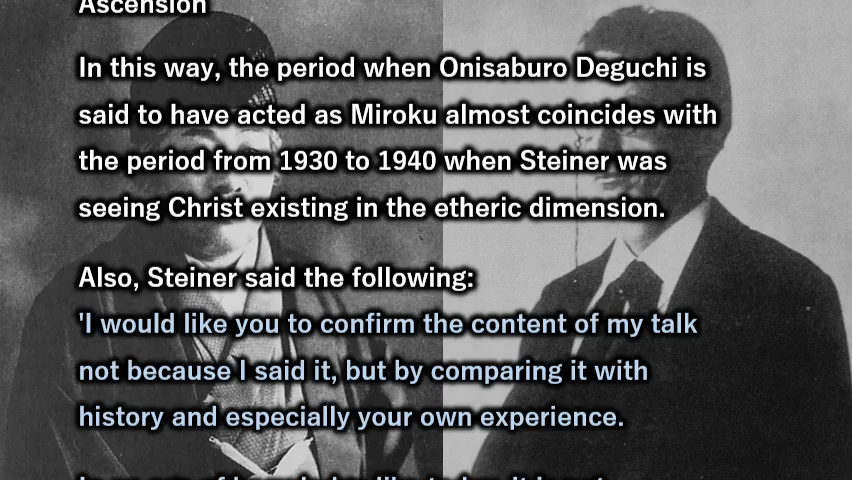 Ascension
In this way, the period when Onisaburo Deguchi is
said to have acted as Miroku almost coincides with
the period from 1930 to 1940 when Steiner was
seeing Christ existing in the etheric dimension.
Also, Steiner said the following:
'I would like you to confirm the content of my talk
not because I said it, but by comparing it with
history and especially your own experience.